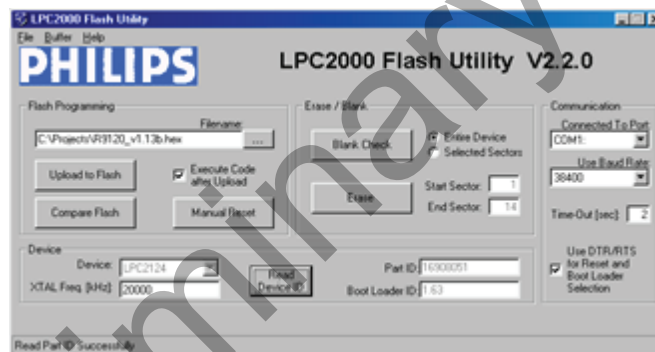 LPC2000 Flash Utility
File Buffer Help
PHILIPS
LPC2000 Flash Utility V2.2.0
Flash Programming
Filename:
C:\Projects\R9120_v1.13b.hex
...
Upload to Flash
Execute Code after Upload
Compare Flash
Manual Reset
Erase / Blank
Blank Check
Entire Device
Selected Sectors
Erase
Start Sector: 1
End Sector: 14
Communication
Connected To Port:
COM1:
Use Baud Rate:
38400
Time-Out [sec]: 2
Use DTR/RTS
for Reset and
Boot Loader
Selection
Device
Device: LPC2124
XTAL Freq. [kHz]: 20000
Read
Device ID
Part ID: 16908051
Boot Loader ID: 1.63
Read Part ID Successfully